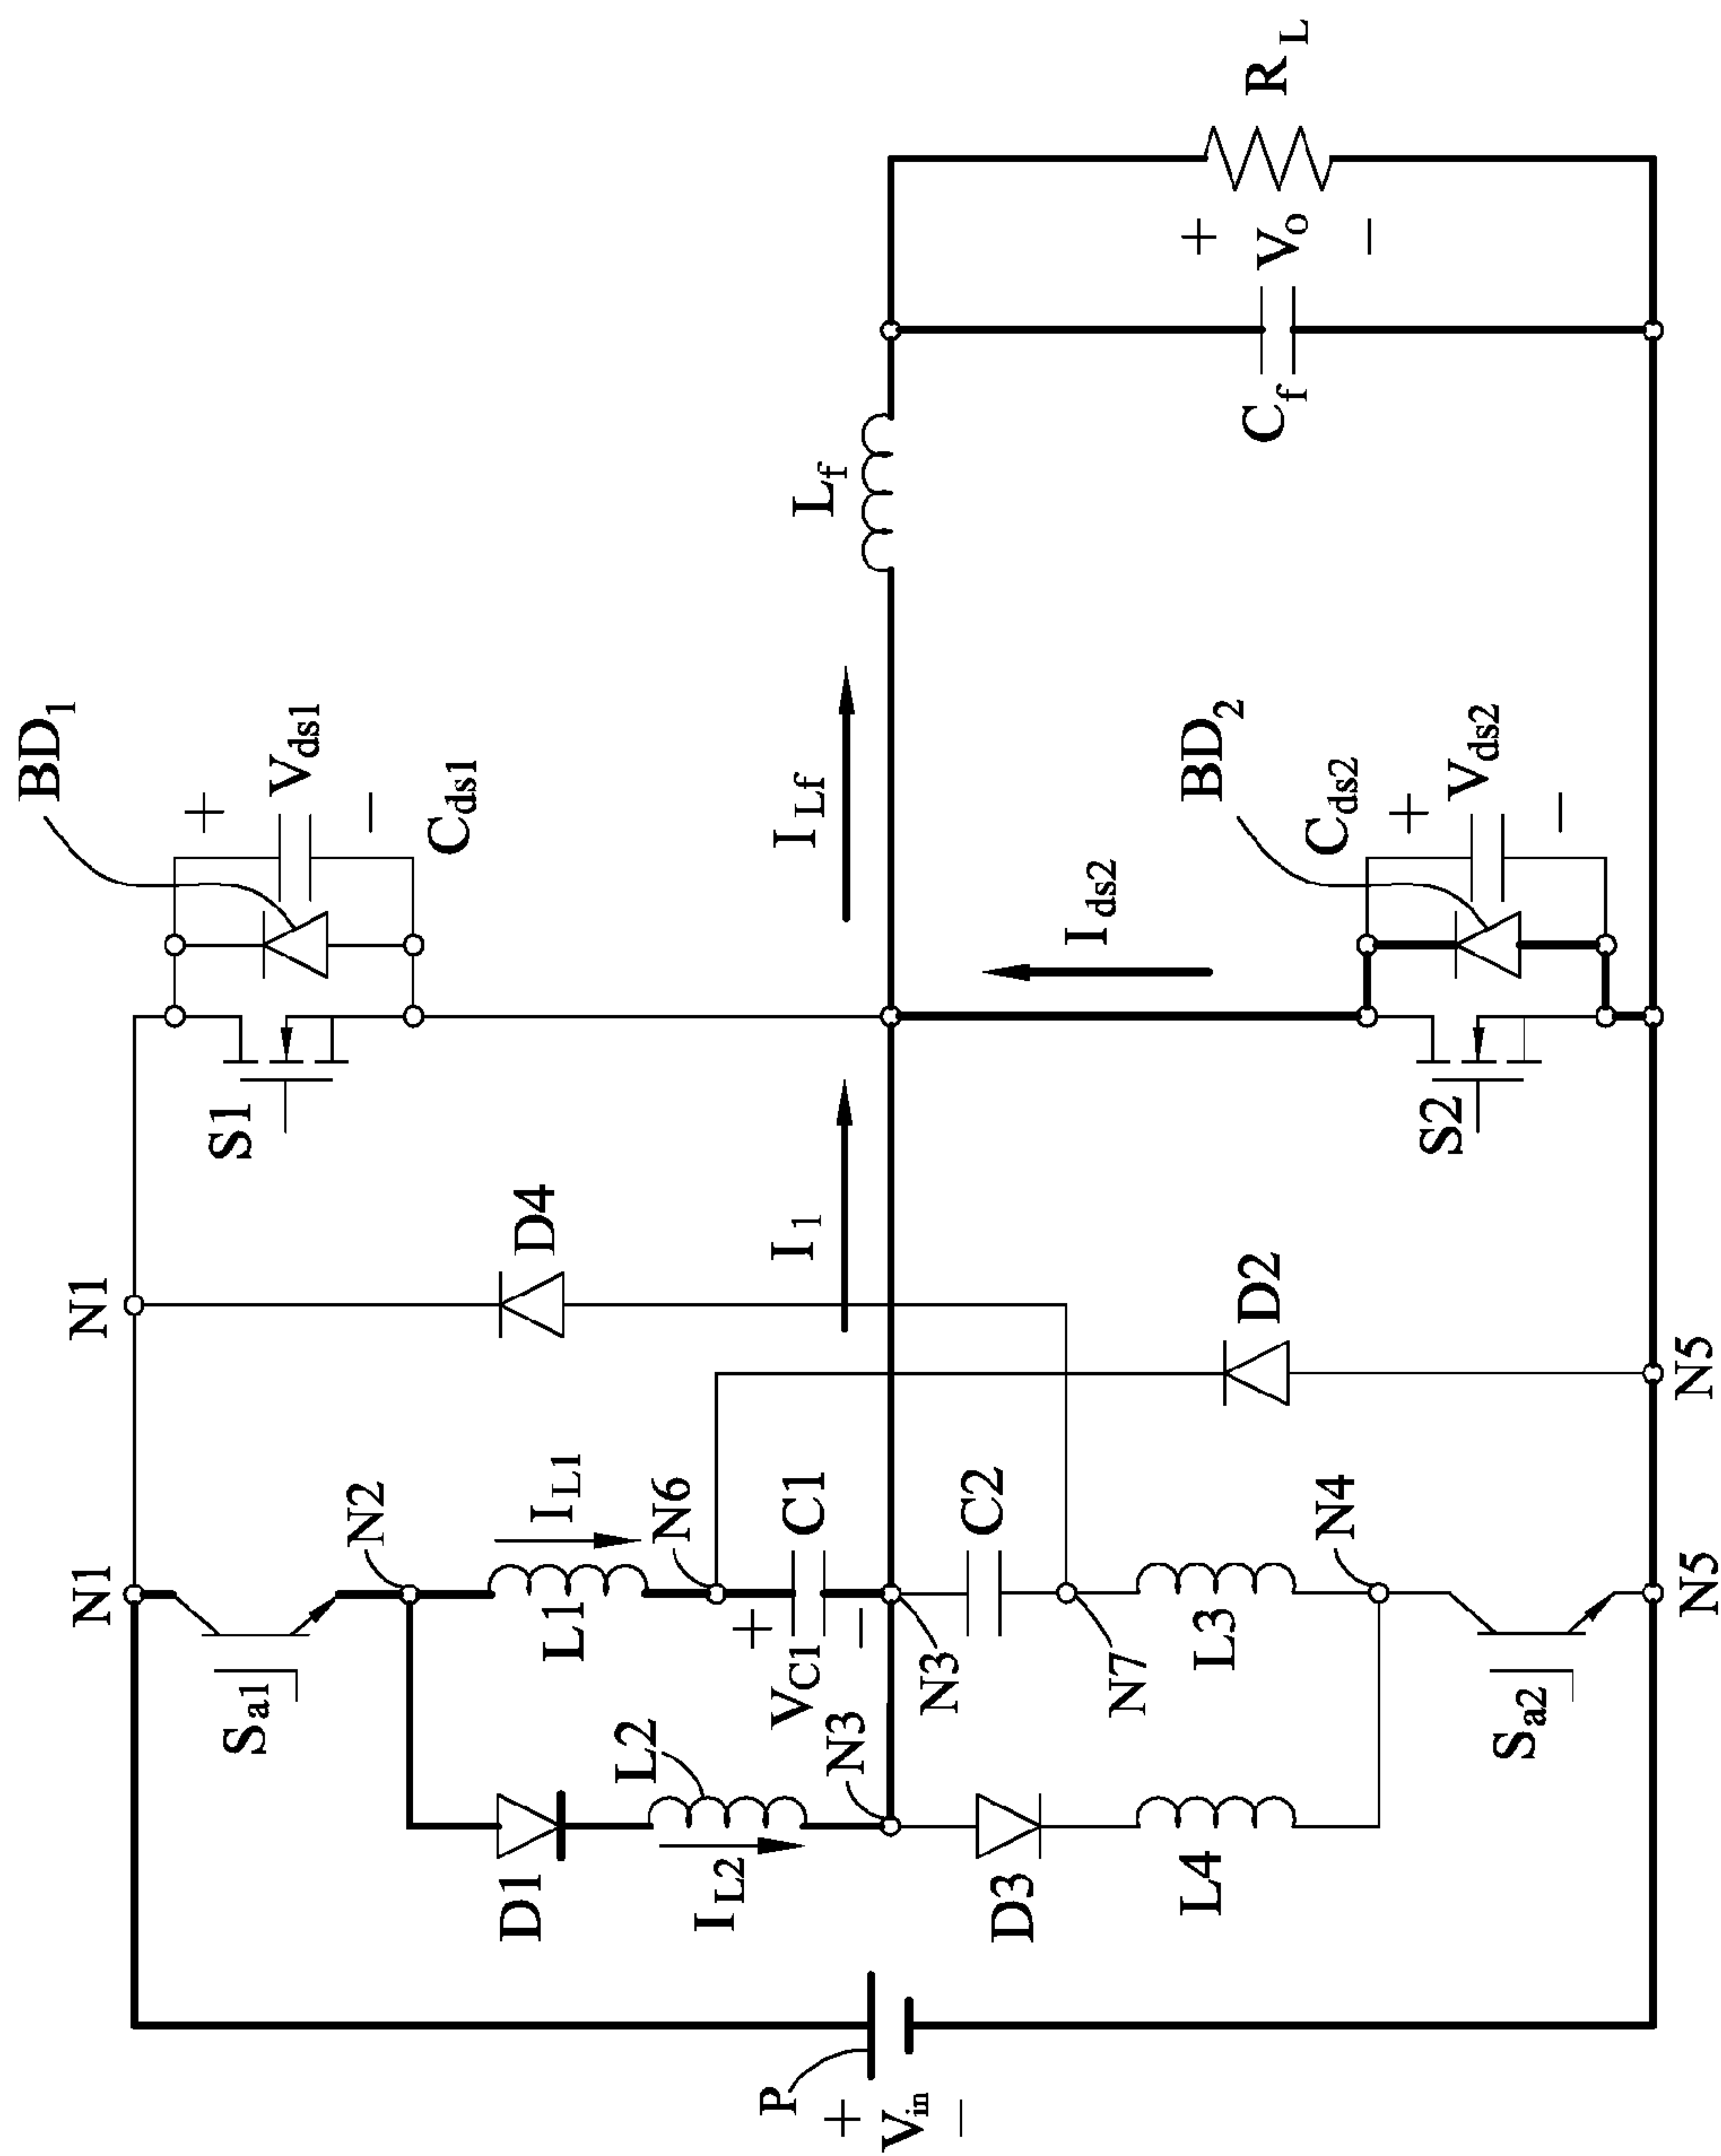 BD1
Vds1
Cds1
S1
N1
D4
N1
Sa1
N2
IL1
L1
N6
D1
L2
IL2
VC1
+
−
C1
N3
N3
I1
ILf
Lf
RL
+
Vo
−
Cf
P
+
Vin
−
D3
L4
C2
N7
L3
N4
Sa2
N5
N5
D2
Ids2
BD2
Cds2
+
Vds2
−
S2
+
−